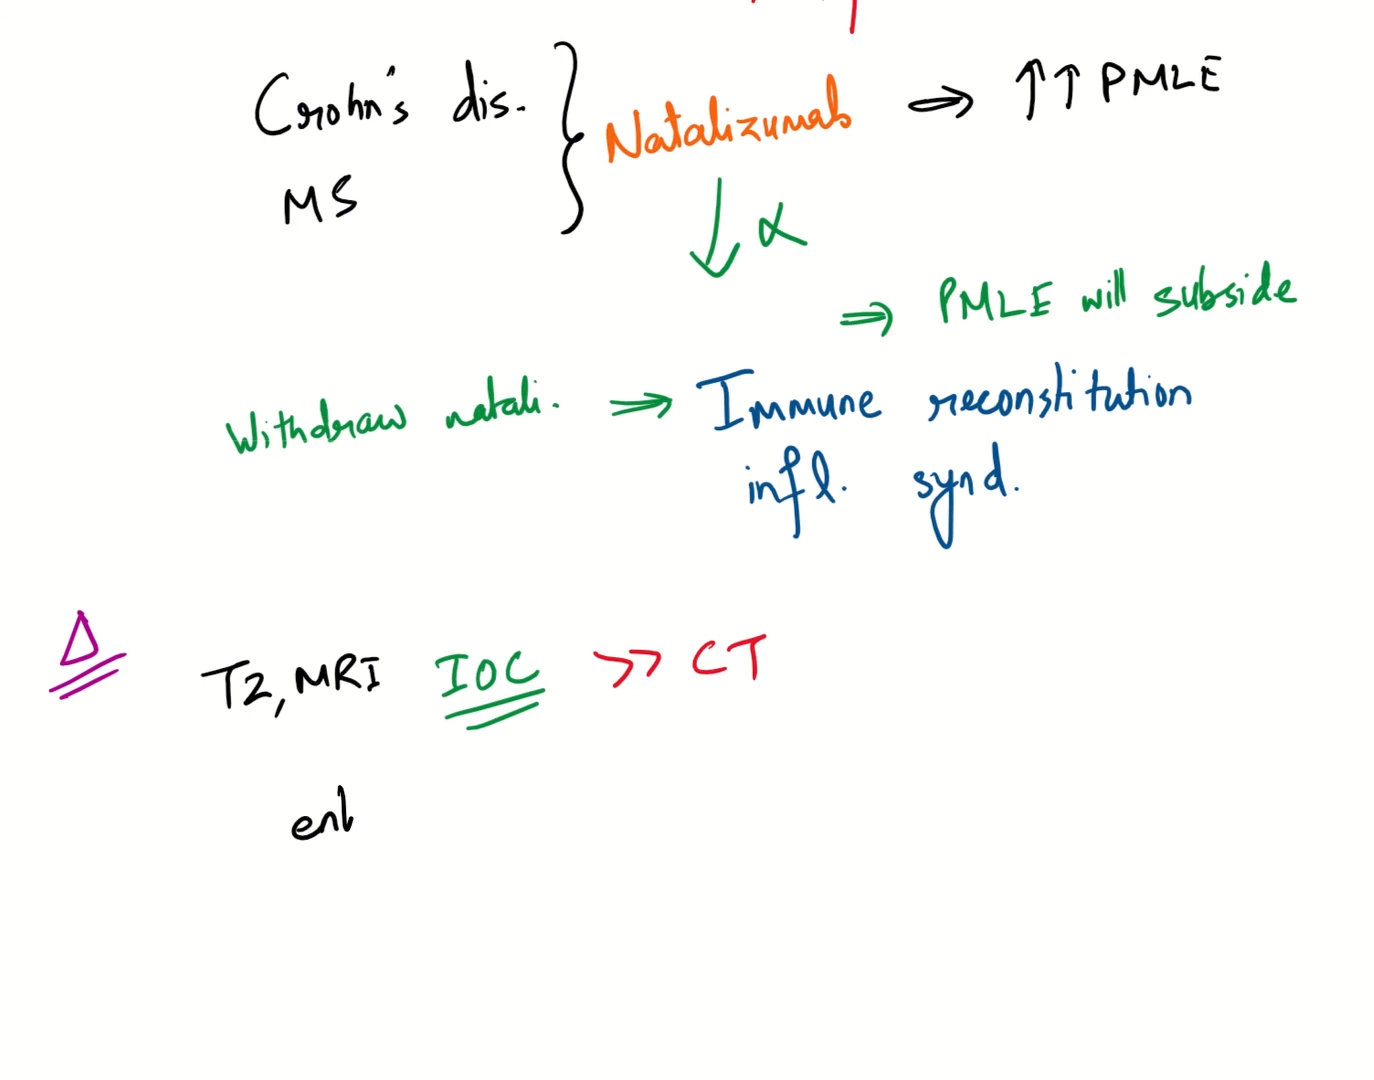 Crohn's dis. } Natalizumab ⇒ ↑↑ PMLE
MS
↓ α
⇒ PMLE will subside
Withdraw natali. ⇒ Immune reconstitution
infl. synd.
Δ T2, MRI IOC >> CT
enh